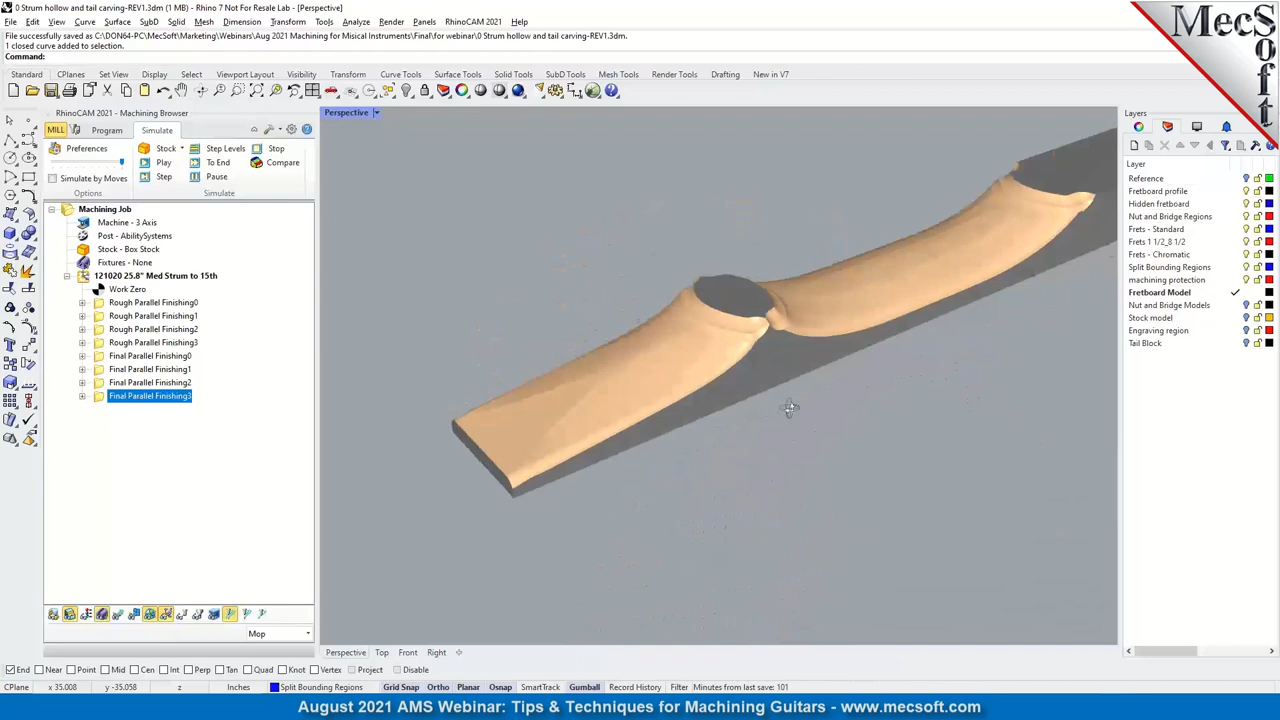 0 Strum hollow and tail carving-REV1.3dm (1 MB) - Rhino 7 Not For Resale Lab - [Perspective]
File Edit View Curve Surface SubD Solid Mesh Dimension Transform Tools Analyze Render Panels RhinoCAM 2021 Help
File successfully saved as C:\DON64-PC\MecSoft\Marketing\Webinars\Aug 2021 Machining for Misical Instruments\Final\for webinar\0 Strum hollow and tail carving-REV1.3dm.
1 closed curve added to selection.
Command:
Standard CPlanes Set View Display Select Viewport Layout Visibility Transform Curve Tools Surface Tools Solid Tools SubD Tools Mesh Tools Render Tools Drafting New in V7
MecSoft
RhinoCAM 2021 - Machining Browser
MILL Program Simulate
Preferences
Simulate by Moves
Options
Stock Step Levels Stop
Play To End Compare
Step Pause
Simulate
Machining Job
Machine - 3 Axis
Post - AbilitySystems
Stock - Box Stock
Fixtures - None
121020 25.8" Med Strum to 15th
Work Zero
Rough Parallel Finishing0
Rough Parallel Finishing1
Rough Parallel Finishing2
Rough Parallel Finishing3
Final Parallel Finishing0
Final Parallel Finishing1
Final Parallel Finishing2
Final Parallel Finishing3
Mop
Perspective
Layers
Layer
Reference
Fretboard profile
Hidden fretboard
Nut and Bridge Regions
Frets - Standard
Frets 1 1/2_8 1/2
Frets - Chromatic
Split Bounding Regions
machining protection
Fretboard Model
Nut and Bridge Models
Stock model
Engraving region
Tail Block
Perspective Top Front Right
End Near Point Mid Cen Int Perp Tan Quad Knot Vertex Project Disable
CPlane x 35.008 y -35.058 z Inches Split Bounding Regions Grid Snap Ortho Planar Osnap SmartTrack Gumball Record History Filter Minutes from last save: 101
August 2021 AMS Webinar: Tips & Techniques for Machining Guitars - www.mecsoft.com